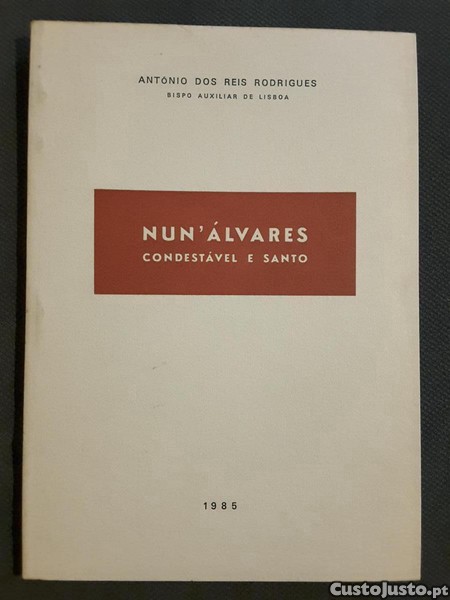 ANTÓNIO DOS REIS RODRIGUES
BISPO AUXILIAR DE LISBOA
NUN'ÁLVARES
CONDESTÁVEL E SANTO
1985
CustoJusto.pt